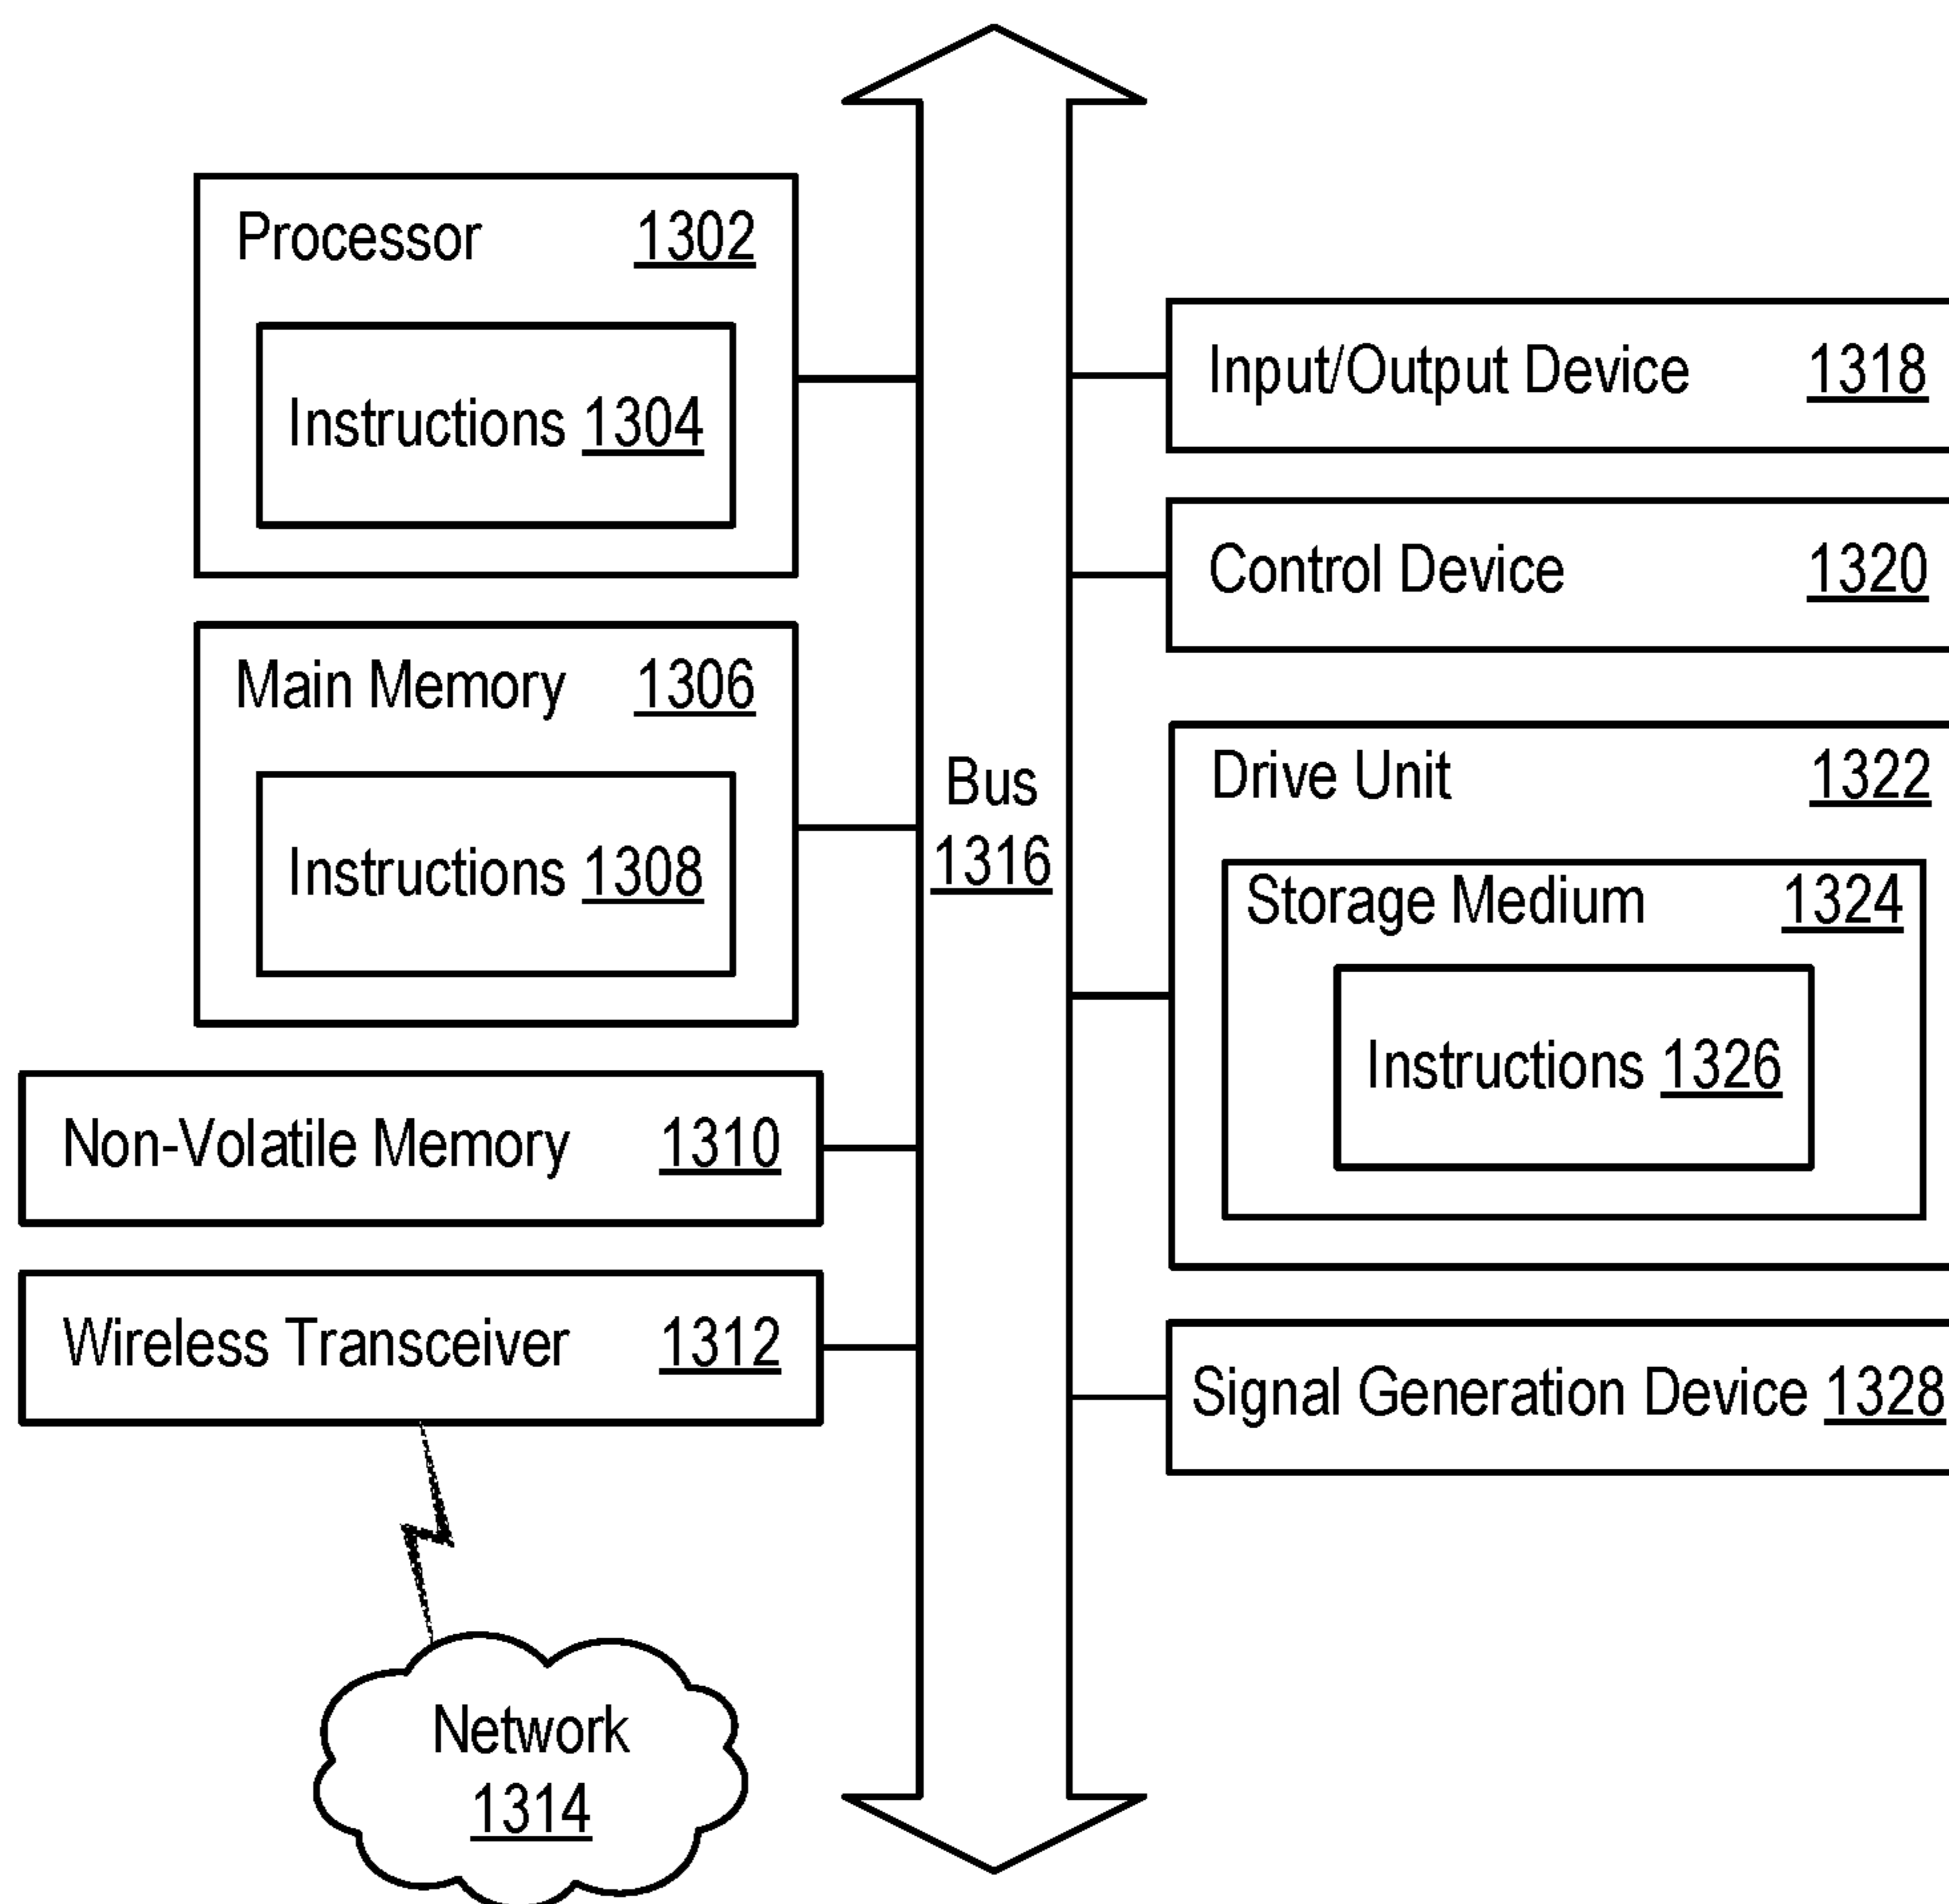 Processor 1302
Instructions 1304
Main Memory 1306
Instructions 1308
Non-Volatile Memory 1310
Wireless Transceiver 1312
Network
1314
Bus
1316
Input/Output Device 1318
Control Device 1320
Drive Unit 1322
Storage Medium 1324
Instructions 1326
Signal Generation Device 1328